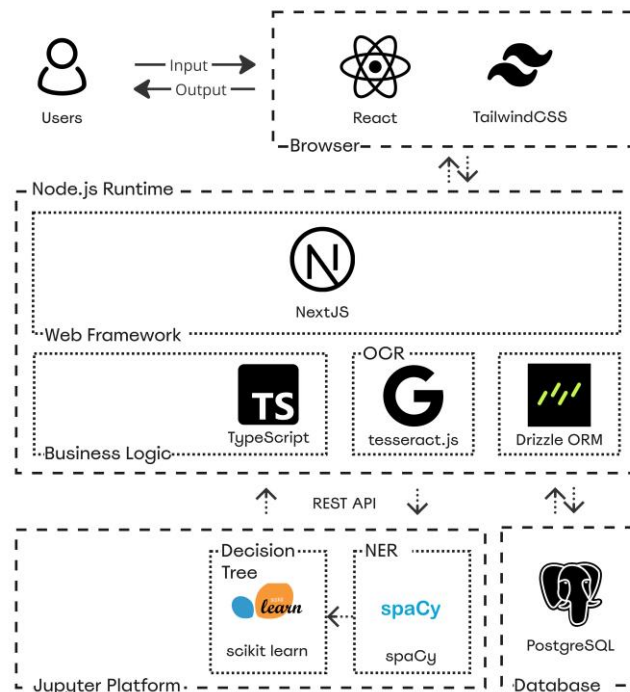 Input
Output
Users
React
TailwindCSS
Browser
Node.js Runtime
NextJS
Web Framework
OCR
TS
TypeScript
tesseract.js
Drizzle ORM
Business Logic
REST API
Decision
Tree
NER
learn
spaCy
scikit learn
spaCy
PostgreSQL
Juputer Platform
Database